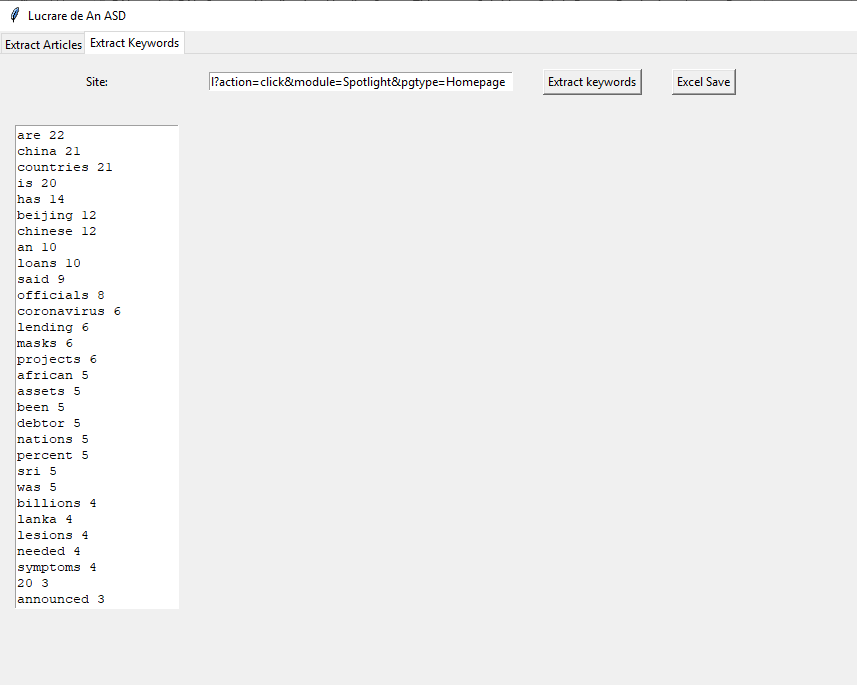 Lucrare de An ASD
Extract Articles Extract Keywords
Site: l?action=click&module=Spotlight&pgtype=Homepage Extract keywords Excel Save
are 22
china 21
countries 21
is 20
has 14
beijing 12
chinese 12
an 10
loans 10
said 9
officials 8
coronavirus 6
lending 6
masks 6
projects 6
african 5
assets 5
been 5
debtor 5
nations 5
percent 5
sri 5
was 5
billions 4
lanka 4
lesions 4
needed 4
symptoms 4
20 3
announced 3